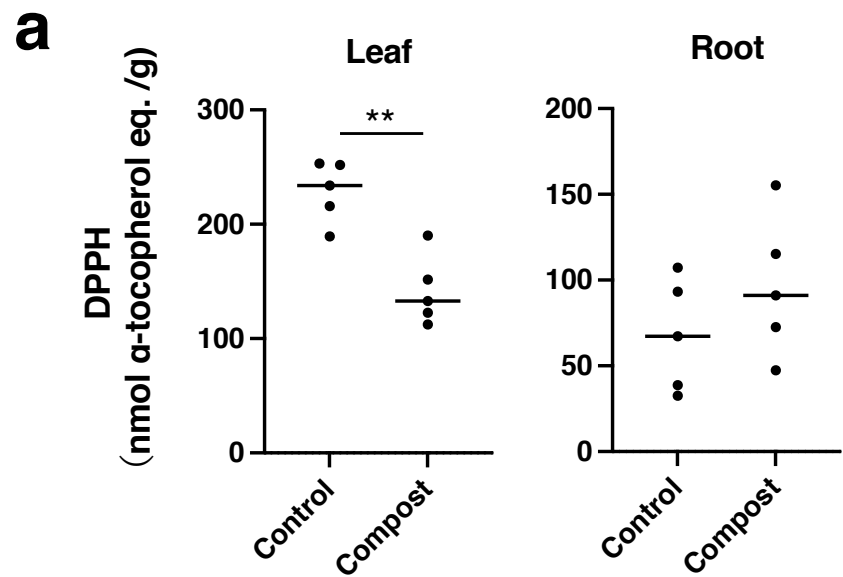 a
Leaf
Root
DPPH
(nmol α-tocopherol eq. /g)
300
200
100
0
**
Control
Compost
200
150
100
50
0
Control
Compost